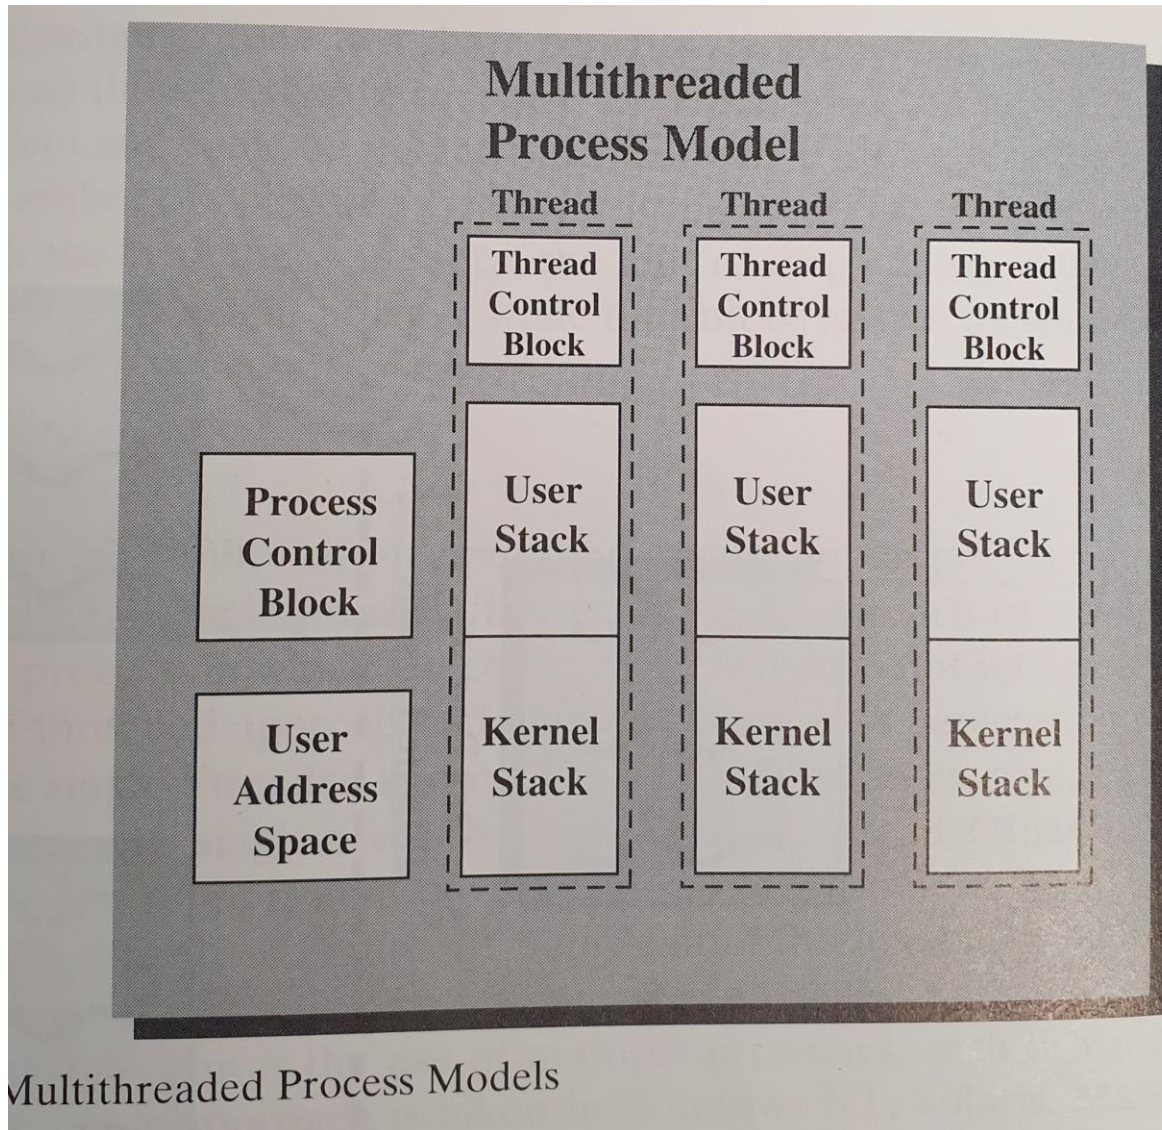 Multithreaded
Process Model
Thread
Thread
Control
Block
User
Stack
Kernel
Stack
Thread
Thread
Control
Block
User
Stack
Kernel
Stack
Thread
Thread
Control
Block
User
Stack
Kernel
Stack
Process
Control
Block
User
Address
Space
Multithreaded Process Models